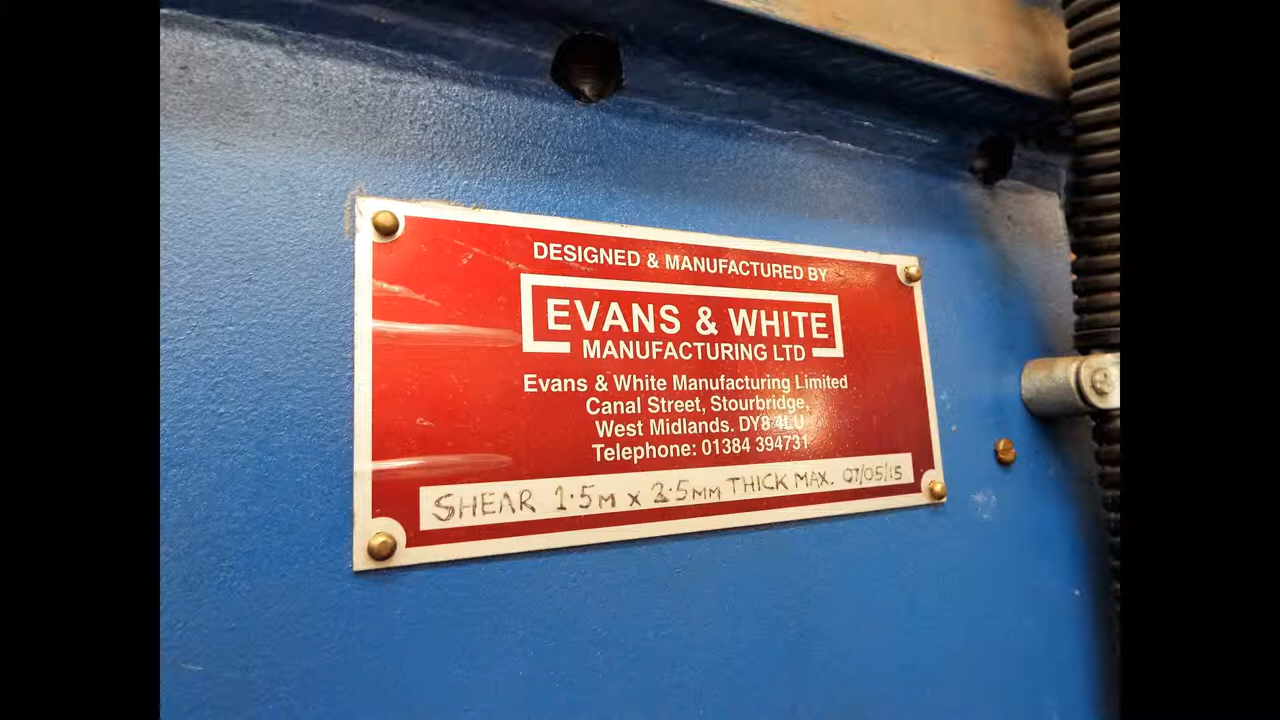 DESIGNED & MANUFACTURED BY
EVANS & WHITE
MANUFACTURING LTD
Evans & White Manufacturing Limited
Canal Street, Stourbridge,
West Midlands. DY8 4LU
Telephone: 01384 394731
SHEAR 1.5M X 2.5MM THICK MAX. 07/05/15